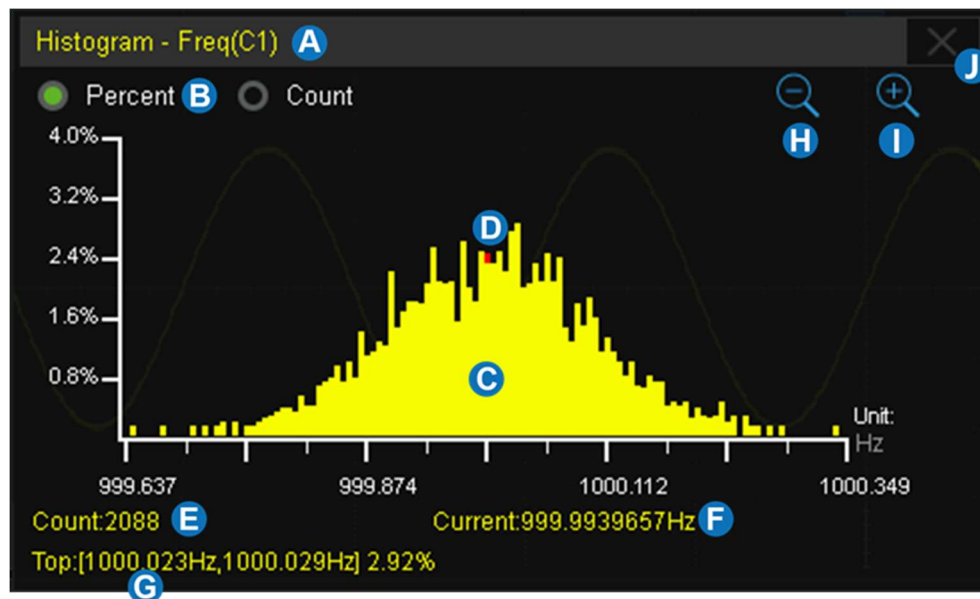 Histogram - Freq(C1) A
J
Percent B Count
H I
4.0%
3.2%
D
2.4%
1.6%
0.8%
C
Unit:
Hz
999.637 999.874 1000.112 1000.349
Count:2088 E Current:999.9939657Hz F
Top:[1000.023Hz,1000.029Hz] 2.92%
G